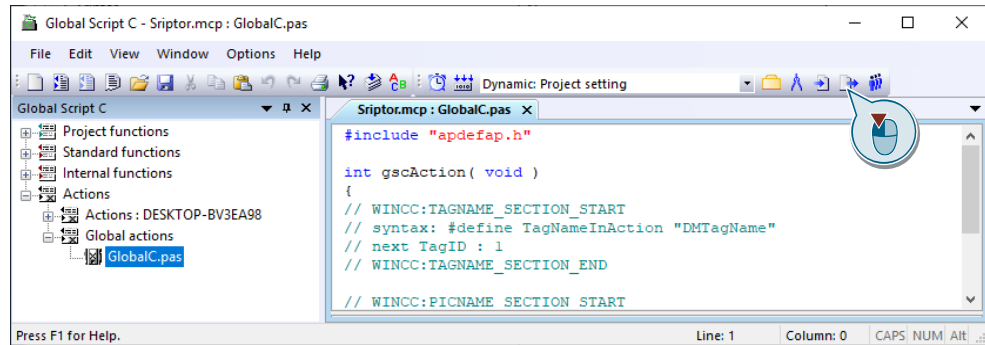 Global Script C - Sriptor.mcp : GlobalC.pas
File Edit View Window Options Help
Dynamic: Project setting
Global Script C
Sriptor.mcp : GlobalC.pas
Project functions
Standard functions
Internal functions
Actions
Actions : DESKTOP-BV3EA98
Global actions
GlobalC.pas
#include "apdefap.h"
int gscAction( void )
{
// WINCC:TAGNAME_SECTION_START
// syntax: #define TagNameInAction "DMTagName"
// next TagID : 1
// WINCC:TAGNAME_SECTION_END
// WINCC:PICNAME_SECTION_START
Press F1 for Help.
Line: 1 Column: 0 CAPS NUM Alt